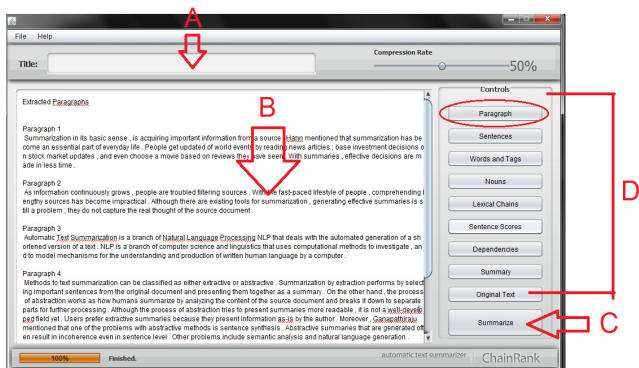 A
File Help
Title:
Compression Rate
50%
Controls
Extracted Paragraphs
Paragraph 1
Summarization in its basic sense , is acquiring important information from a source . Hann mentioned that summarization has be
come an essential part of everyday life . People get updated of world events by reading news articles ; base investment decisions o
n stock market updates , and even choose a movie based on reviews they have seen . With summaries , effective decisions are m
ade in less time .
Paragraph 2
As information continuously grows , people are troubled filtering sources . With the fast-paced lifestyle of people , comprehending l
engthy sources has become impractical . Although there are existing tools for summarization , generating effective summaries is s
till a problem ; they do not capture the real thought of the source document .
Paragraph 3
Automatic Text Summarization is a branch of Natural Language Processing NLP that deals with the automated generation of a sh
ortened version of a text . NLP is a branch of computer science and linguistics that uses computational methods to investigate , an
d to model mechanisms for the understanding and production of written human language by a computer .
Paragraph 4
Methods to text summarization can be classified as either extractive or abstractive . Summarization by extraction performs by select
ing important sentences from the original document and presenting them together as a summary . On the other hand , the process
of abstraction works as how humans summarize by analyzing the content of the source document and breaks it down to separate
parts for further processing . Although the process of abstraction tries to present summaries more readable , it is not a well-develo
ped field yet . Users prefer extractive summaries because they present information as-is by the author . Moreover , Ganapathiraju
mentioned that one of the problems with abstractive methods is sentence synthesis . Abstractive summaries that are generated oft
en result in incoherence even in sentence level . Other problems include semantic analysis and natural language generation .
B
Paragraph
Sentences
Words and Tags
Nouns
Lexical Chains
Sentence Scores
Dependencies
Summary
Original Text
Summarize
D
C
100%
Finished.
automatic text summarizer
ChainRank